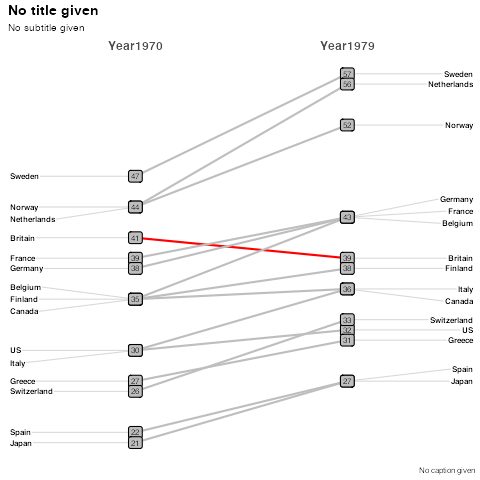 No title given
No subtitle given
Year1970 Year1979
57 Sweden
56 Netherlands
52 Norway
Sweden 47
Norway 44
Netherlands
Germany
43 France
Belgium
Britain 41
France 39 39 Britain
Germany 38 38 Finland
Belgium
Finland 35
Canada
36 Italy
Canada
33 Switzerland
32 US
31 Greece
US 30
Italy
Greece 27
Switzerland 26
Spain
27 Japan
Spain 22
Japan 21
No caption given